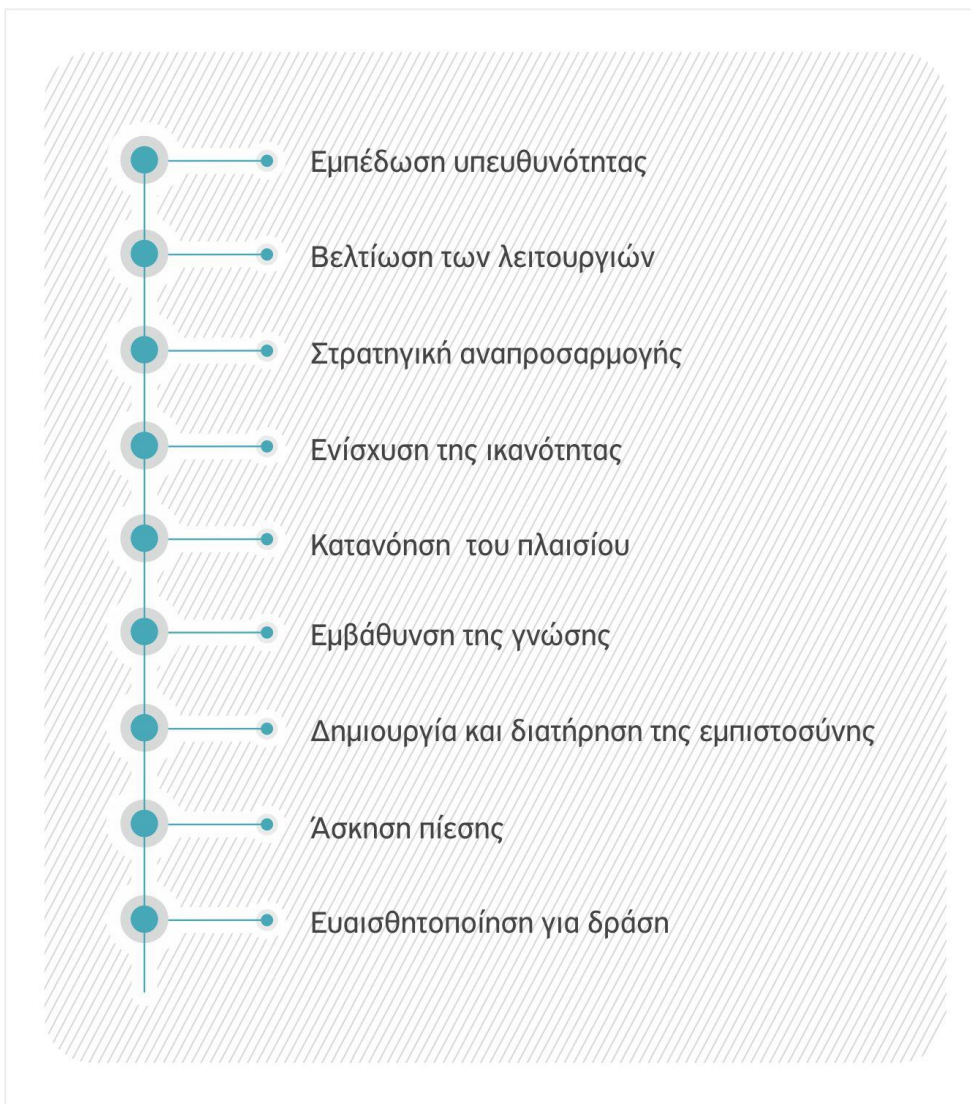 Εμπέδωση υπευθυνότητας
Βελτίωση των λειτουργιών
Στρατηγική αναπροσαρμογής
Ενίσχυση της ικανότητας
Κατανόηση  του πλαισίου
Εμβάθυνση της γνώσης
Δημιουργία και διατήρηση της εμπιστοσύνης
Άσκηση πίεσης
Ευαισθητοποίηση για δράση